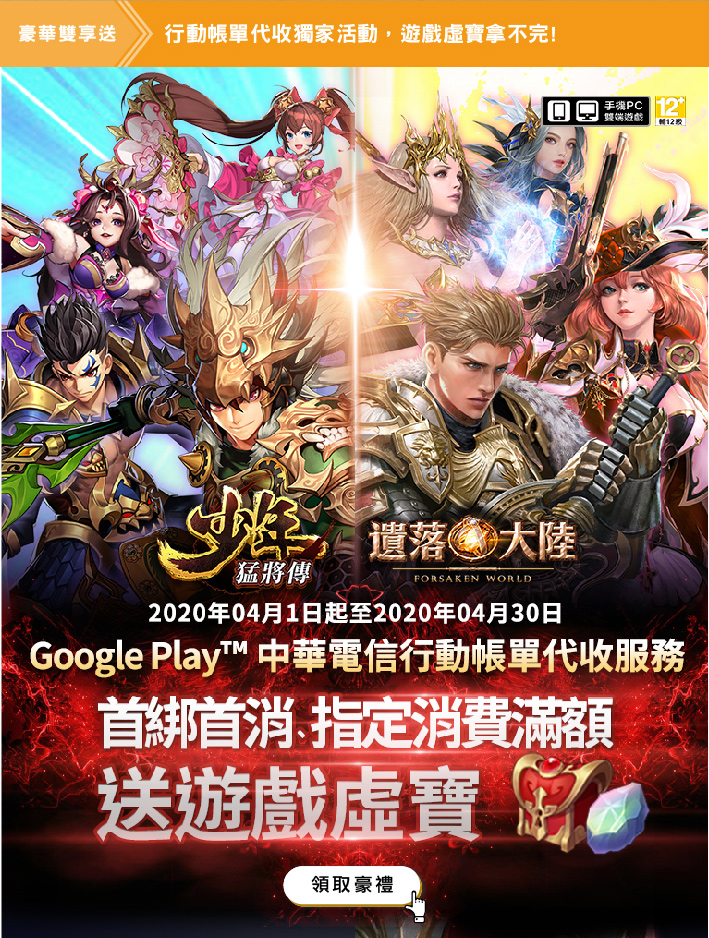 豪華雙享送
行動帳單代收獨家活動，遊戲虛寶拿不完!
手機PC
雙端遊戲
12+
輔12級
少年
猛將傳
遺落大陸
FORSAKEN WORLD
2020年04月1日起至2020年04月30日
Google Play™ 中華電信行動帳單代收服務
首綁首消、指定消費滿額
送遊戲虛寶
領取豪禮